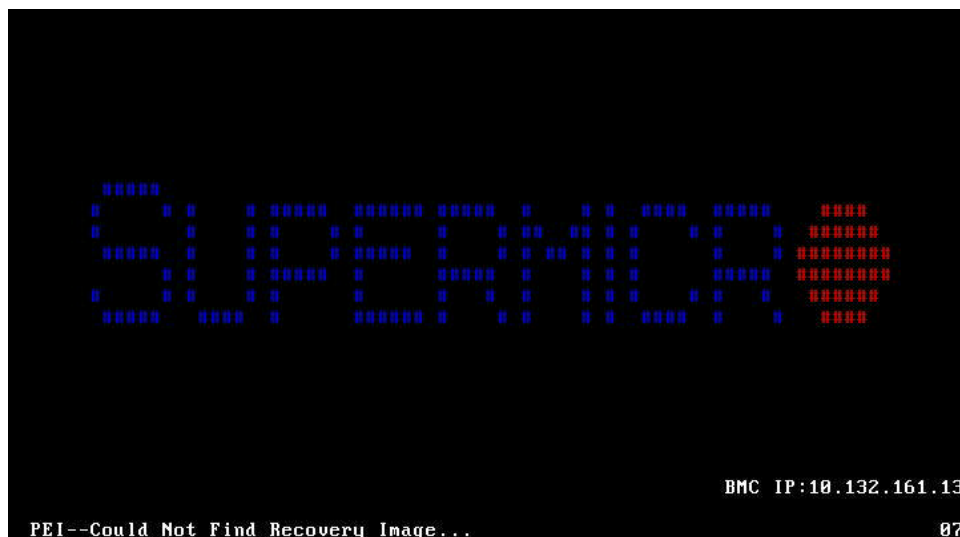 SUPERMICRO
BMC IP:10.132.161.13
PEI--Could Not Find Recovery Image...
07